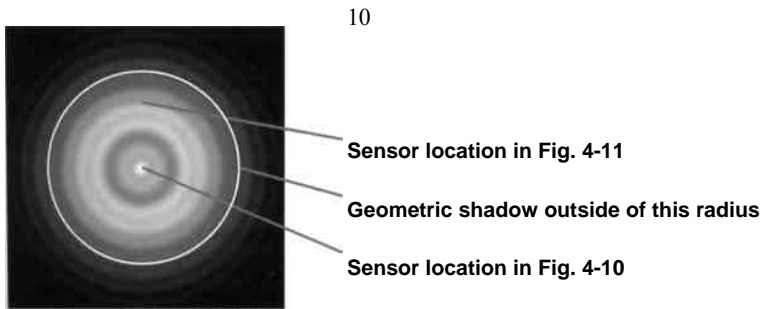 10
Sensor location in Fig. 4-11
Geometric shadow outside of this radius
Sensor location in Fig. 4-10